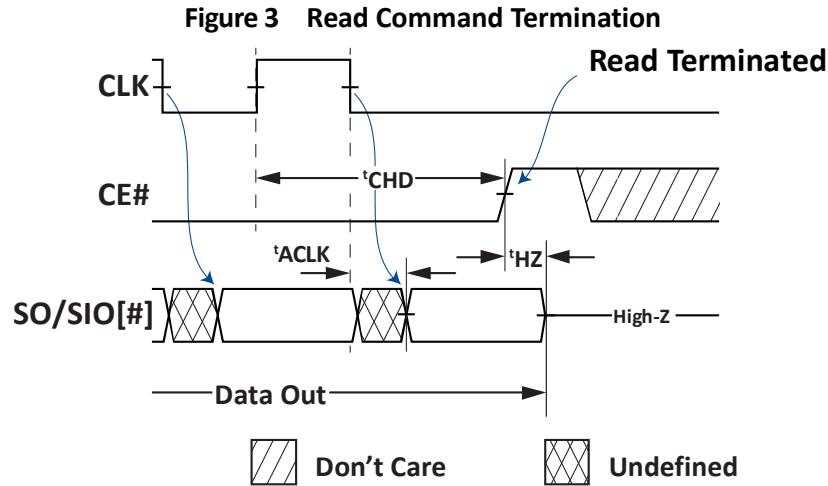 Figure 3 Read Command Termination
CLK
Read Terminated
CE#
tCHD
tACLK
tHZ
SO/SIO[#]
High-Z
Data Out
Don't Care
Undefined